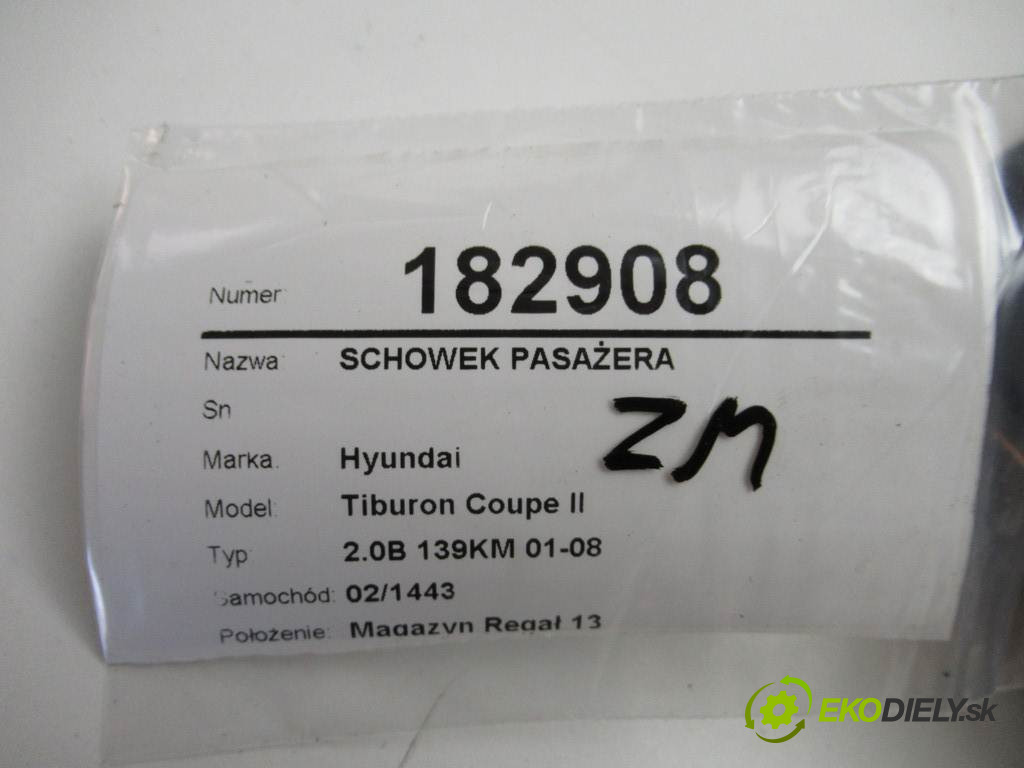 Numer: 182908
Nazwa: SCHOWEK PASAŻERA
Sn
ZM
Marka: Hyundai
Model: Tiburon Coupe II
Typ: 2.0B 139KM 01-08
Samochód: 02/1443
Położenie: Magazyn Regał 13
EKODIELY.sk